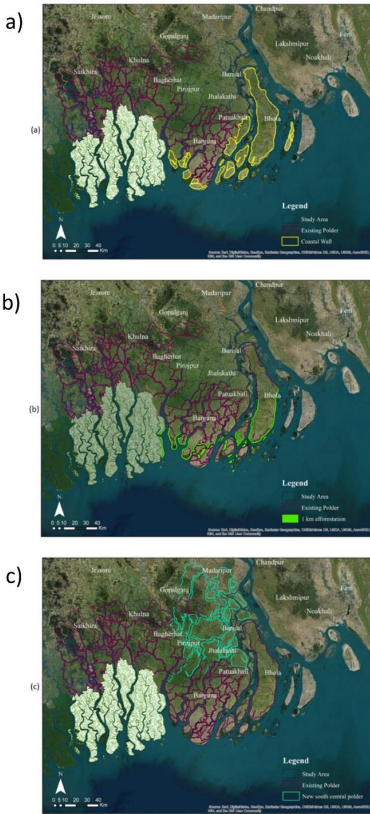 a)
(a)
Jessore
Gopalganj
Madaripur
Chandpur
Khulna
Satkhira
Bagherhat
Pirojpur
Barisal
Jhalakathi
Patuakhali
Barguna
Bhola
Lakshmipur
Noakhali
Feni
Legend
Study Area
Existing Polder
Coastal Wall
N
0 5 10 20 30 40
Km
b)
(b)
Jessore
Gopalganj
Madaripur
Chandpur
Khulna
Satkhira
Bagherhat
Pirojpur
Barisal
Jhalakathi
Patuakhali
Barguna
Bhola
Lakshmipur
Noakhali
Feni
Legend
Study Area
Existing Polder
1 km afforestation
N
0 5 10 20 30 40
Km
c)
(c)
Jessore
Gopalganj
Madaripur
Chandpur
Khulna
Satkhira
Bagherhat
Pirojpur
Barisal
Jhalakathi
Patuakhali
Barguna
Bhola
Lakshmipur
Noakhali
Feni
Legend
Study Area
Existing Polder
New south central polder
N
0 5 10 20 30 40
Km